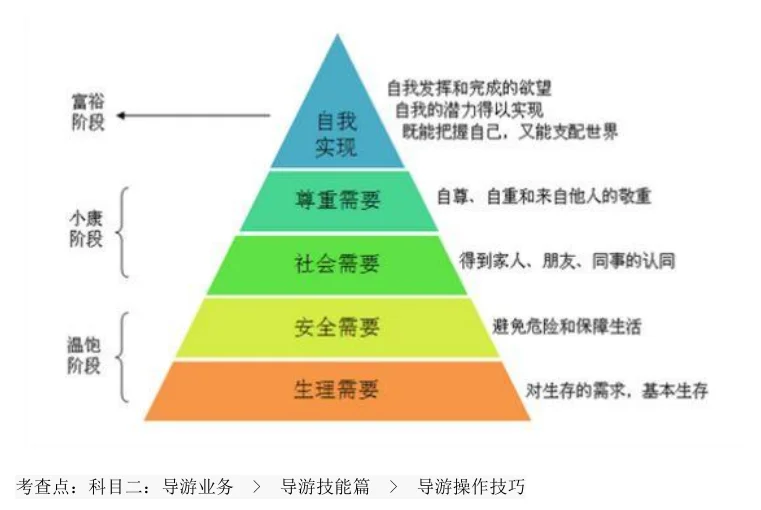 自我发挥和完成的欲望
自我的潜力得以实现
既能把握自己，又能支配世界
富裕
阶段
自我
实现
尊重需要
自尊、自重和来自他人的敬重
小康
阶段
社会需要
得到家人、朋友、同事的认同
安全需要
避免危险和保障生活
温饱
阶段
生理需要
对生存的需求，基本生存
考查点：科目二：导游业务 > 导游技能篇 > 导游操作技巧